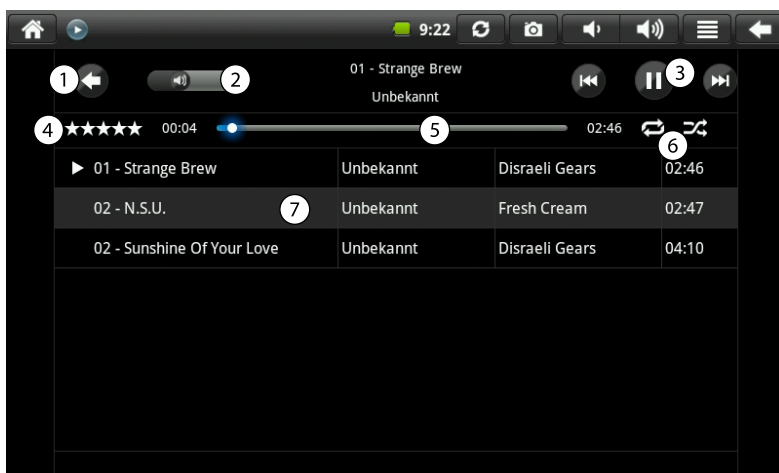 9:22
01 - Strange Brew
Unbekannt
1 2 3
4 00:04 5 02:46 6
01 - Strange Brew Unbekannt Disraeli Gears 02:46
02 - N.S.U. 7 Unbekannt Fresh Cream 02:47
02 - Sunshine Of Your Love Unbekannt Disraeli Gears 04:10